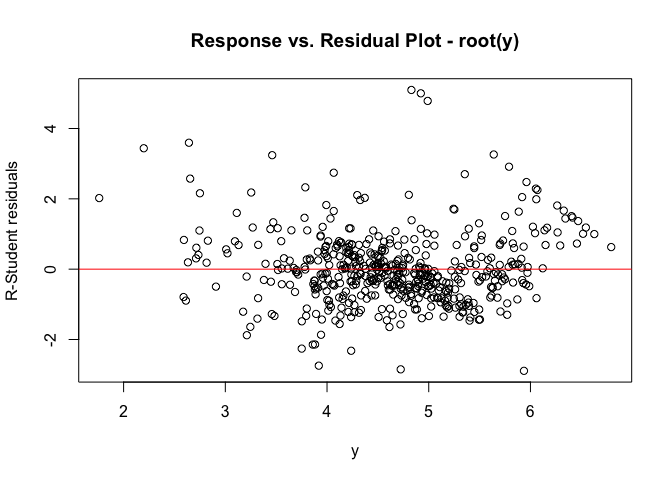 Response vs. Residual Plot - root(y)
R-Student residuals
4
2
0
-2
2 3 4 5 6
y